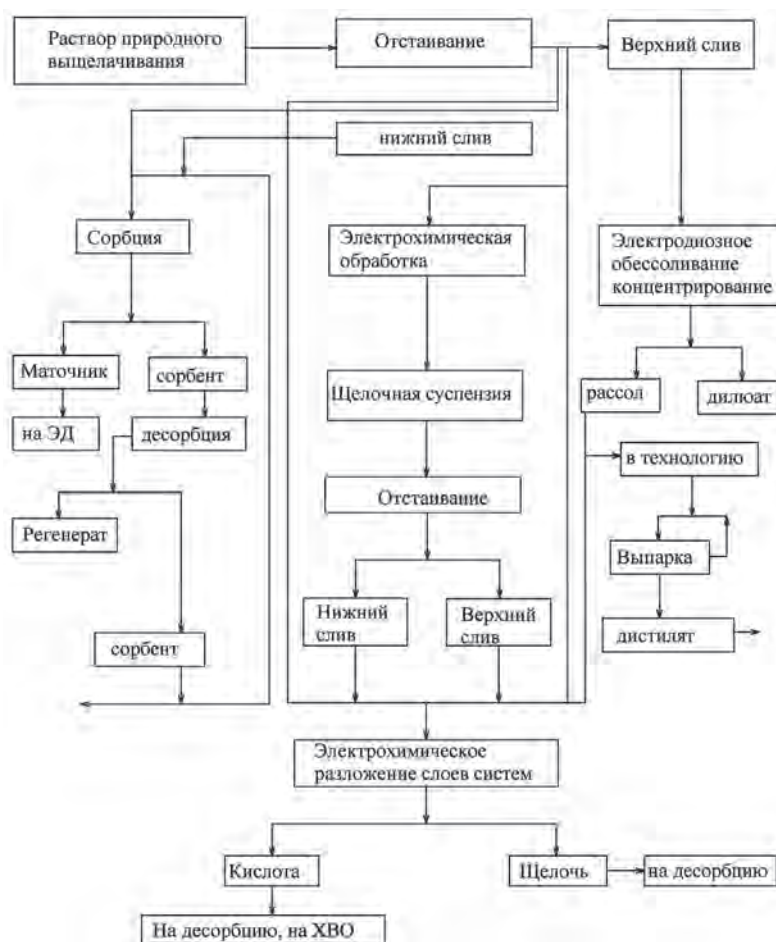 Раствор природного
выщелачивания
Отстаивание
Верхний слив
нижний слив
Сорбция
Электрохимическая
обработка
Электродиозное
обессоливание
концентрирование
Маточник
сорбент
Щелочная суспензия
рассол
дилюат
на ЭД
десорбция
в технологию
Отстаивание
Регенерат
Выпарка
Нижний
слив
Верхний
слив
дистилят
сорбент
Электрохимическое
разложение слоев систем
Кислота
Щелочь
на десорбцию
На десорбцию, на ХВО